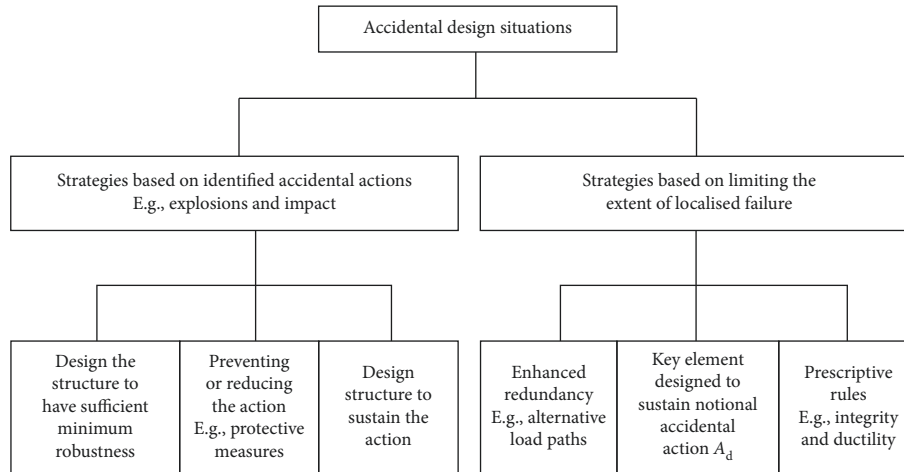 Accidental design situations
Strategies based on identified accidental actions
E.g., explosions and impact
Strategies based on limiting the
extent of localised failure
Design the
structure to
have sufficient
minimum
robustness
Preventing
or reducing
the action
E.g., protective
measures
Design
structure to
sustain the
action
Enhanced
redundancy
E.g., alternative
load paths
Key element
designed to
sustain notional
accidental
action A_d
Prescriptive
rules
E.g., integrity
and ductility